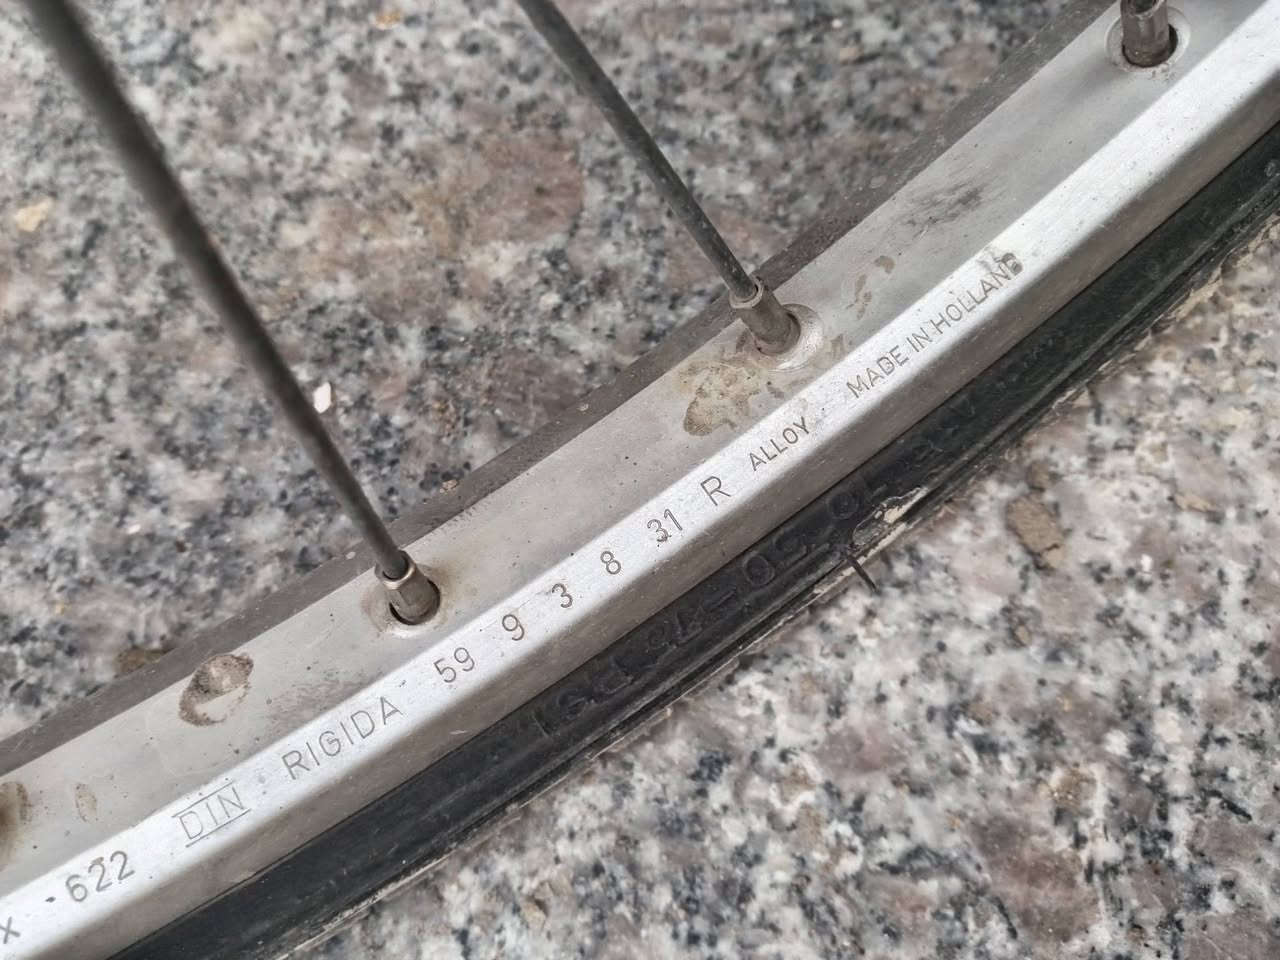 x - 622 DIN RIGIDA 59 9 3 8 31 R ALLOY MADE IN HOLLAND